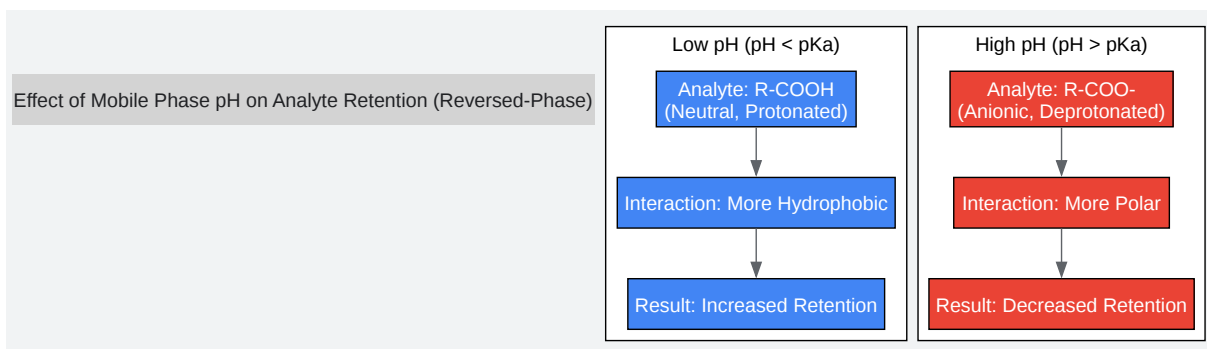 Effect of Mobile Phase pH on Analyte Retention (Reversed-Phase)
Low pH (pH < pKa)
Analyte: R-COOH
(Neutral, Protonated)
Interaction: More Hydrophobic
Result: Increased Retention
High pH (pH > pKa)
Analyte: R-COO-
(Anionic, Deprotonated)
Interaction: More Polar
Result: Decreased Retention